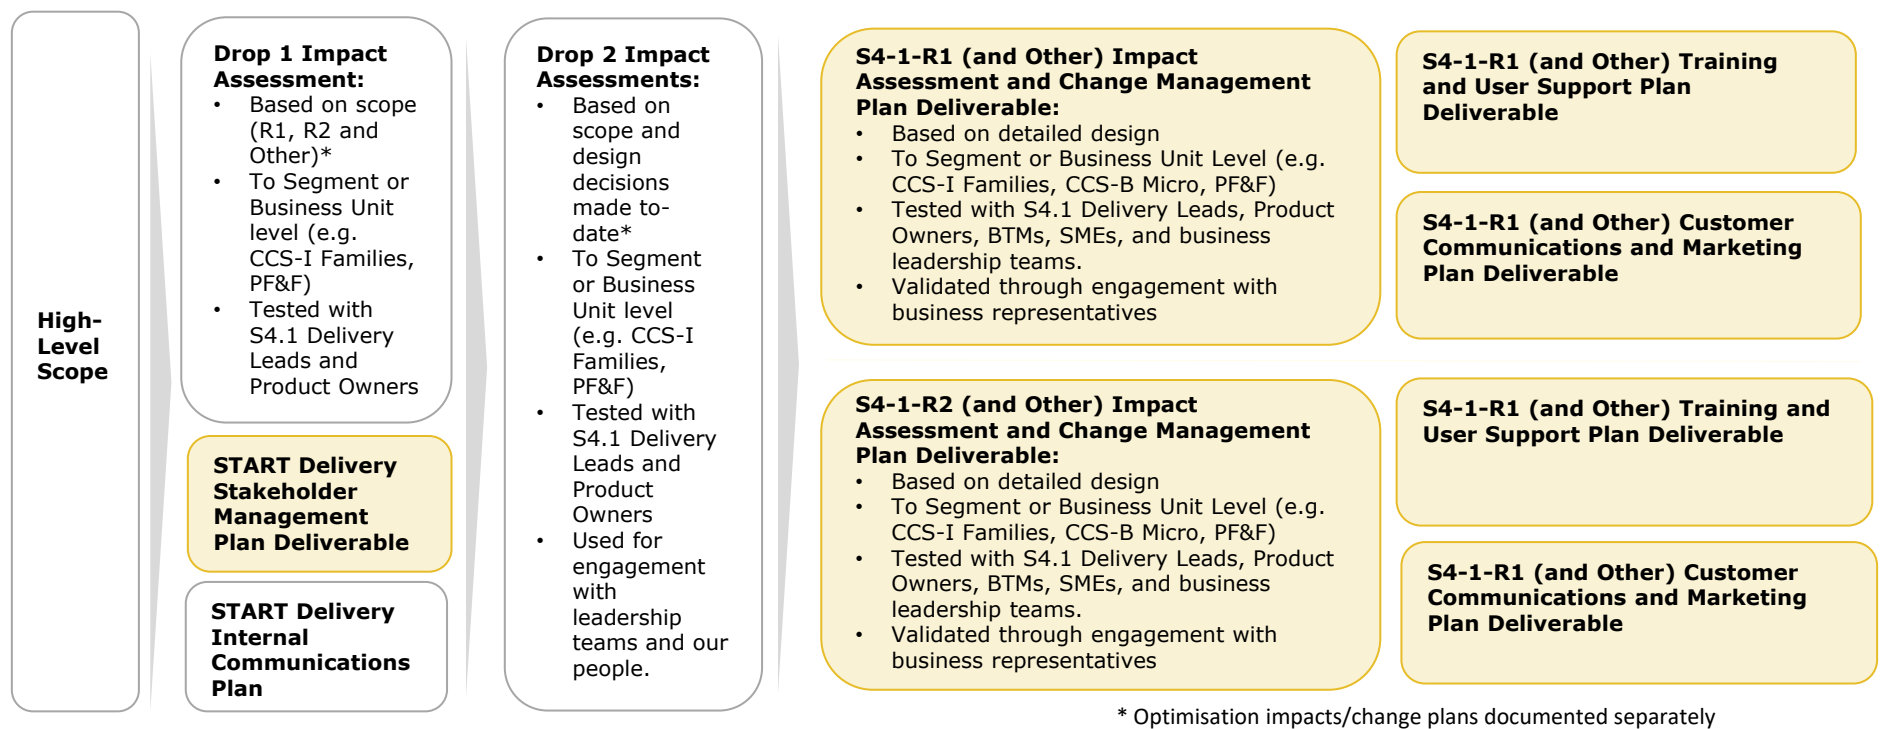 High-
Level
Scope
Drop 1 Impact
Assessment:
• Based on scope
(R1, R2 and
Other)*
• To Segment or
Business Unit
level (e.g.
CCS-I Families,
PF&F)
• Tested with
S4.1 Delivery
Leads and
Product Owners
START Delivery
Stakeholder
Management
Plan Deliverable
START Delivery
Internal
Communications
Plan
Drop 2 Impact
Assessments:
• Based on
scope and
design
decisions
made to-
date*
• To Segment
or Business
Unit level
(e.g. CCS-I
Families,
PF&F)
• Tested with
S4.1 Delivery
Leads and
Product
Owners
• Used for
engagement
with
leadership
teams and our
people.
S4-1-R1 (and Other) Impact
Assessment and Change Management
Plan Deliverable:
• Based on detailed design
• To Segment or Business Unit Level (e.g.
CCS-I Families, CCS-B Micro, PF&F)
• Tested with S4.1 Delivery Leads, Product
Owners, BTMs, SMEs, and business
leadership teams.
• Validated through engagement with
business representatives
S4-1-R1 (and Other) Training
and User Support Plan
Deliverable
S4-1-R1 (and Other) Customer
Communications and Marketing
Plan Deliverable
S4-1-R2 (and Other) Impact
Assessment and Change Management
Plan Deliverable:
• Based on detailed design
• To Segment or Business Unit Level (e.g.
CCS-I Families, CCS-B Micro, PF&F)
• Tested with S4.1 Delivery Leads, Product
Owners, BTMs, SMEs, and business
leadership teams.
• Validated through engagement with
business representatives
S4-1-R1 (and Other) Training and
User Support Plan Deliverable
S4-1-R1 (and Other) Customer
Communications and Marketing
Plan Deliverable
* Optimisation impacts/change plans documented separately